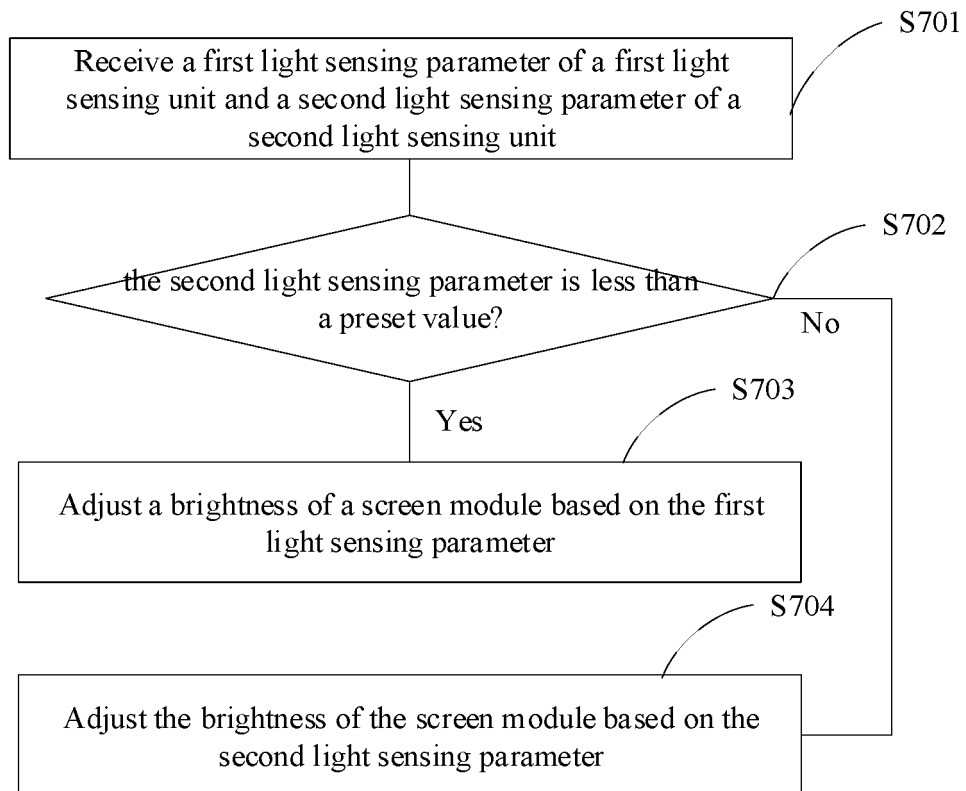 S701
Receive a first light sensing parameter of a first light
sensing unit and a second light sensing parameter of a
second light sensing unit
S702
the second light sensing parameter is less than
a preset value?
No
Yes
S703
Adjust a brightness of a screen module based on the first
light sensing parameter
S704
Adjust the brightness of the screen module based on the
second light sensing parameter